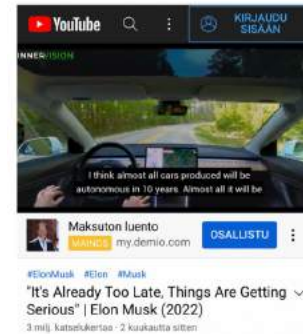 YouTube
KIRJAUDU
SISÄÄN
INNERVISION
I think almost all cars produced will be
autonomous in 10 years. Almost all it will be
Maksuton luento
MAINOS my.demio.com
OSALLISTU
#ElonMusk #Elon #Musk
"It's Already Too Late, Things Are Getting
Serious" | Elon Musk (2022)
3 milj. katselukertaa · 2 kuukautta sitten